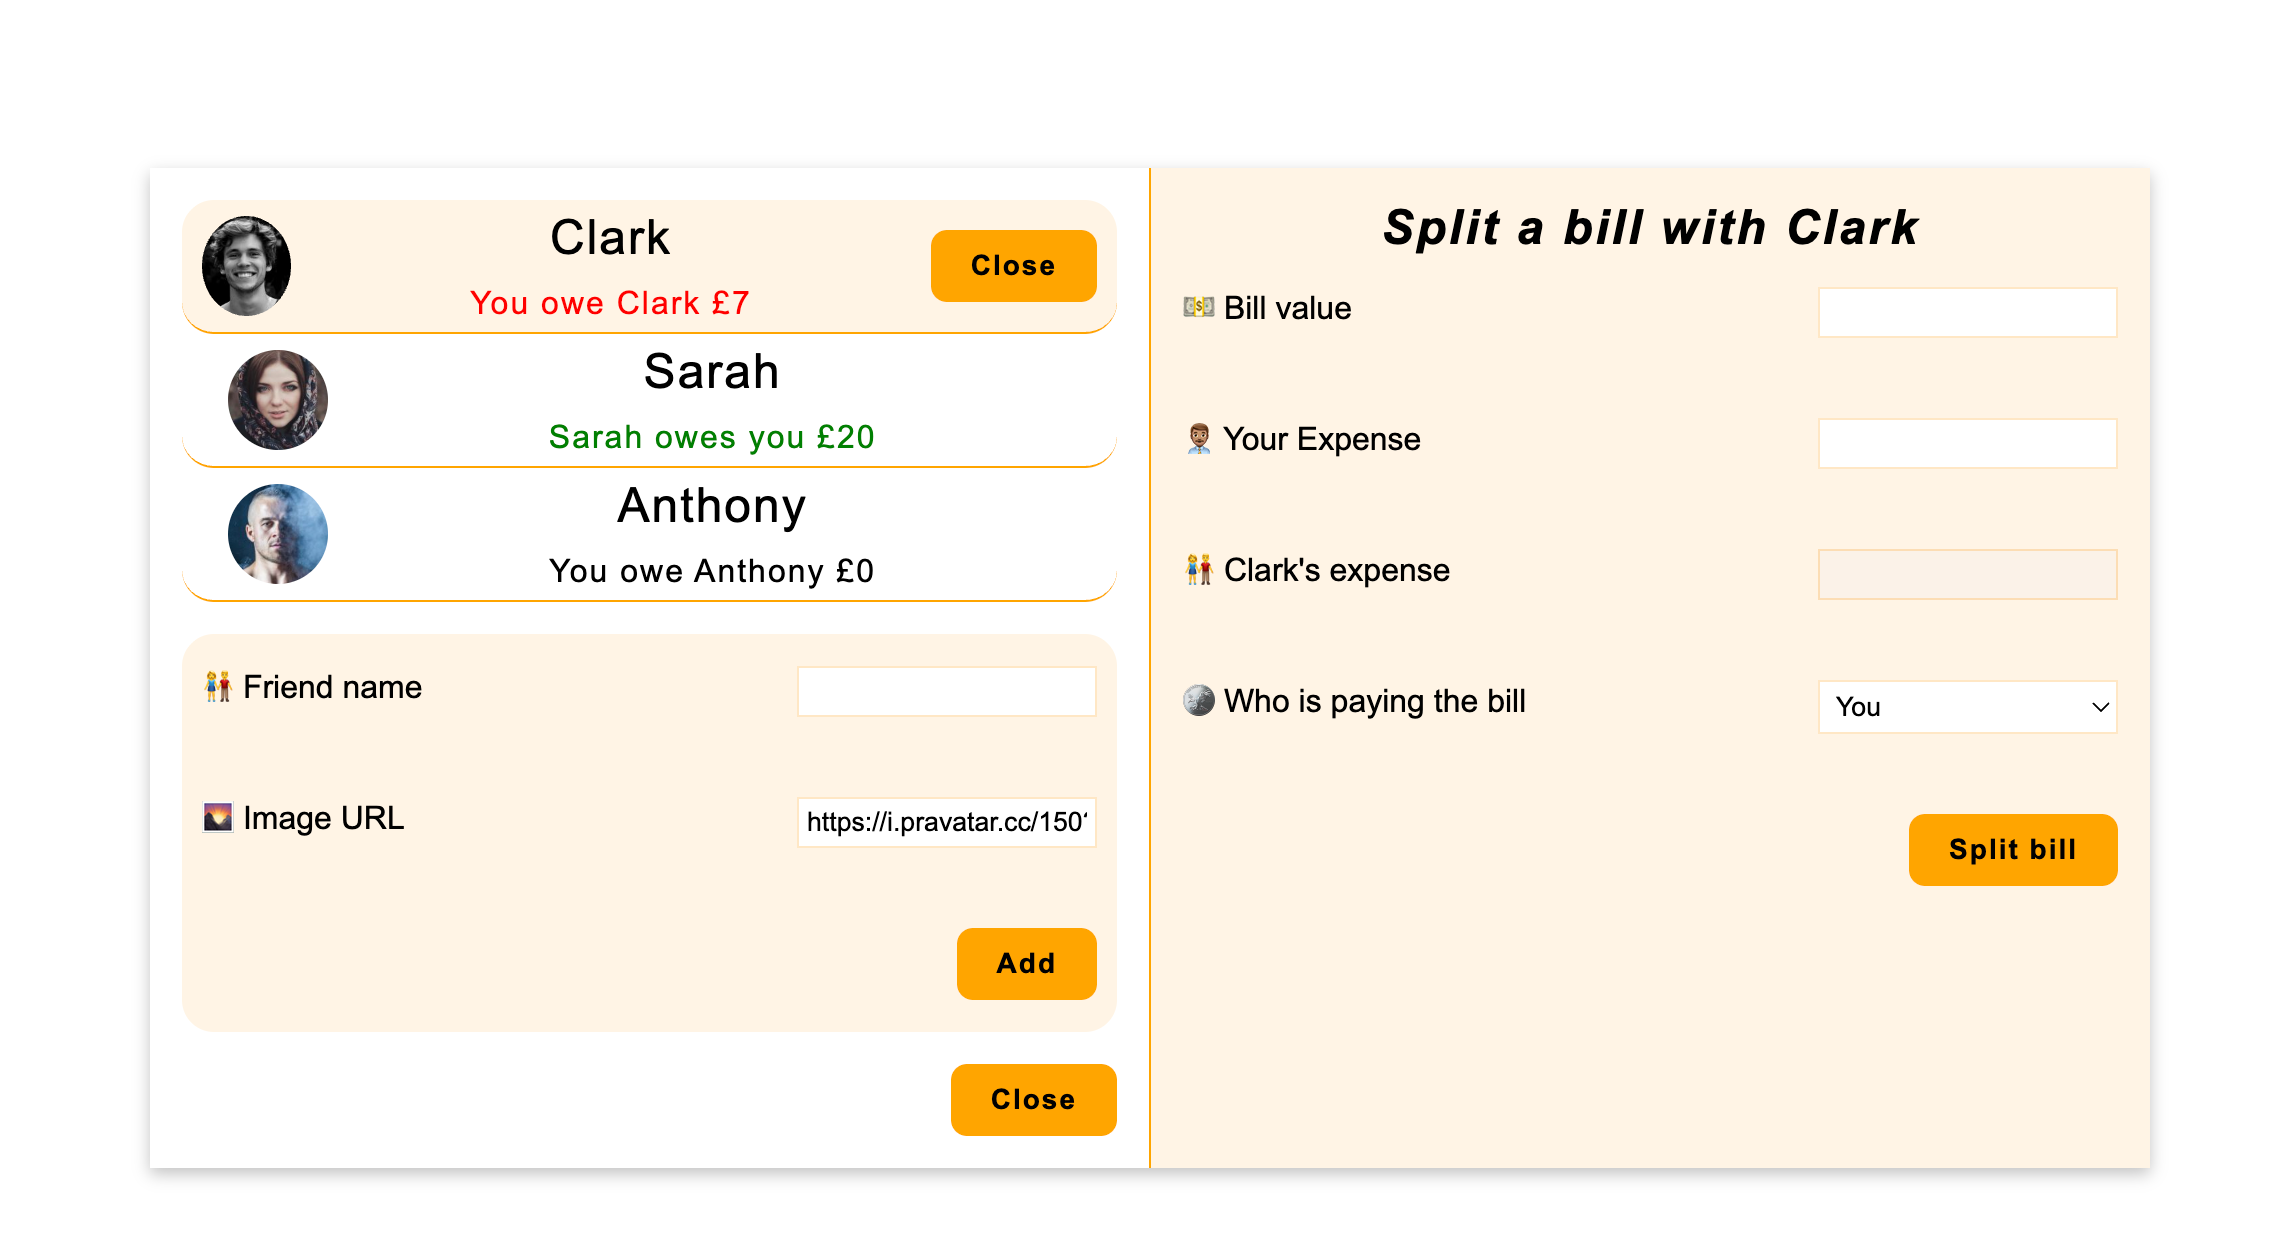 Clark
You owe Clark £7
Close
Sarah
Sarah owes you £20
Anthony
You owe Anthony £0
Friend name
Image URL
https://i.pravatar.cc/150
Add
Close
Split a bill with Clark
Bill value
Your Expense
Clark's expense
Who is paying the bill
You
Split bill